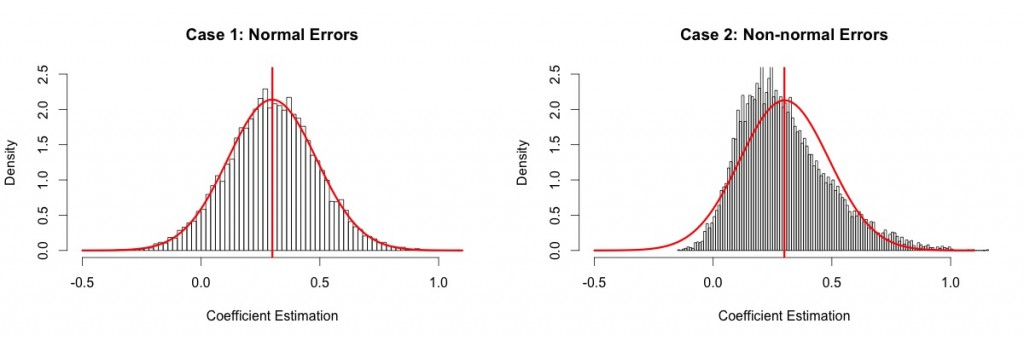 Case 1: Normal Errors
Density
0.0 0.5 1.0 1.5 2.0 2.5
-0.5 0.0 0.5 1.0
Coefficient Estimation
Case 2: Non-normal Errors
Density
0.0 0.5 1.0 1.5 2.0 2.5
-0.5 0.0 0.5 1.0
Coefficient Estimation